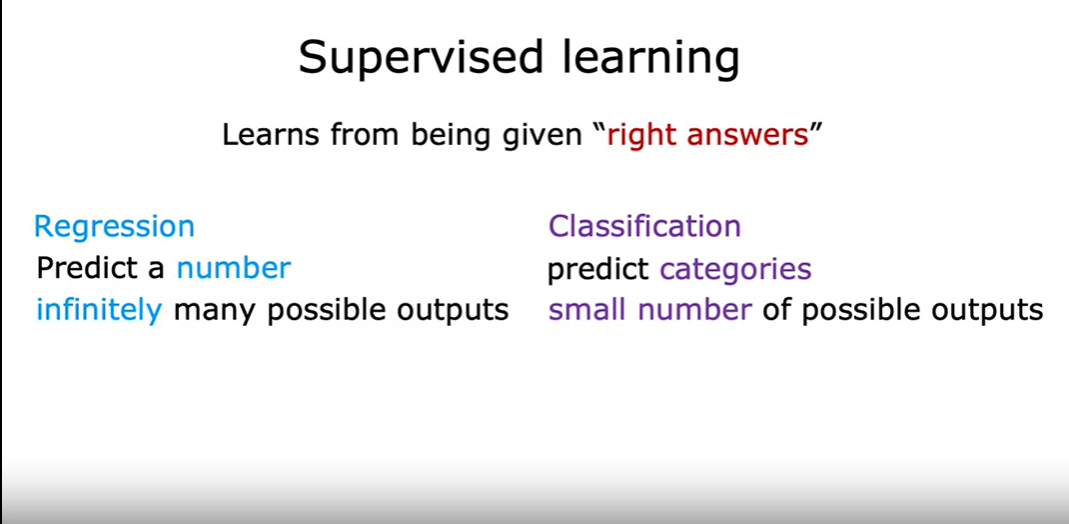 Supervised learning
Learns from being given “right answers”
Regression
Predict a number
infinitely many possible outputs
Classification
predict categories
small number of possible outputs